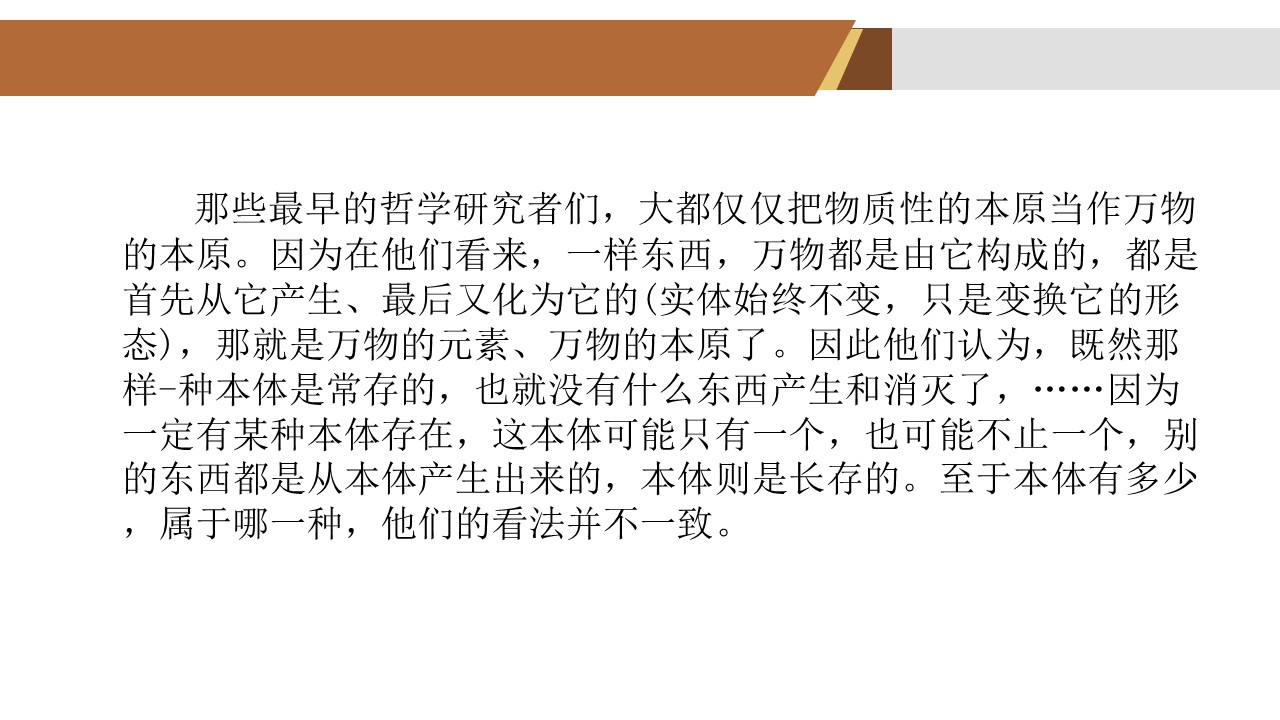 那些最早的哲学研究者们，大都仅仅把物质性的本原当作万物
的本原。因为在他们看来，一样东西，万物都是由它构成的，都是
首先从它产生、最后又化为它的(实体始终不变，只是变换它的形
态)，那就是万物的元素、万物的本原了。因此他们认为，既然那
样-种本体是常存的，也就没有什么东西产生和消灭了，……因为
一定有某种本体存在，这本体可能只有一个，也可能不止一个，别
的东西都是从本体产生出来的，本体则是长存的。至于本体有多少
，属于哪一种，他们的看法并不一致。